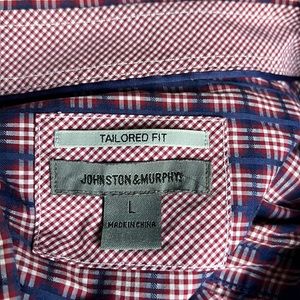 TAILORED FIT
JOHNSTON & MURPHY
L
MADE IN CHINA